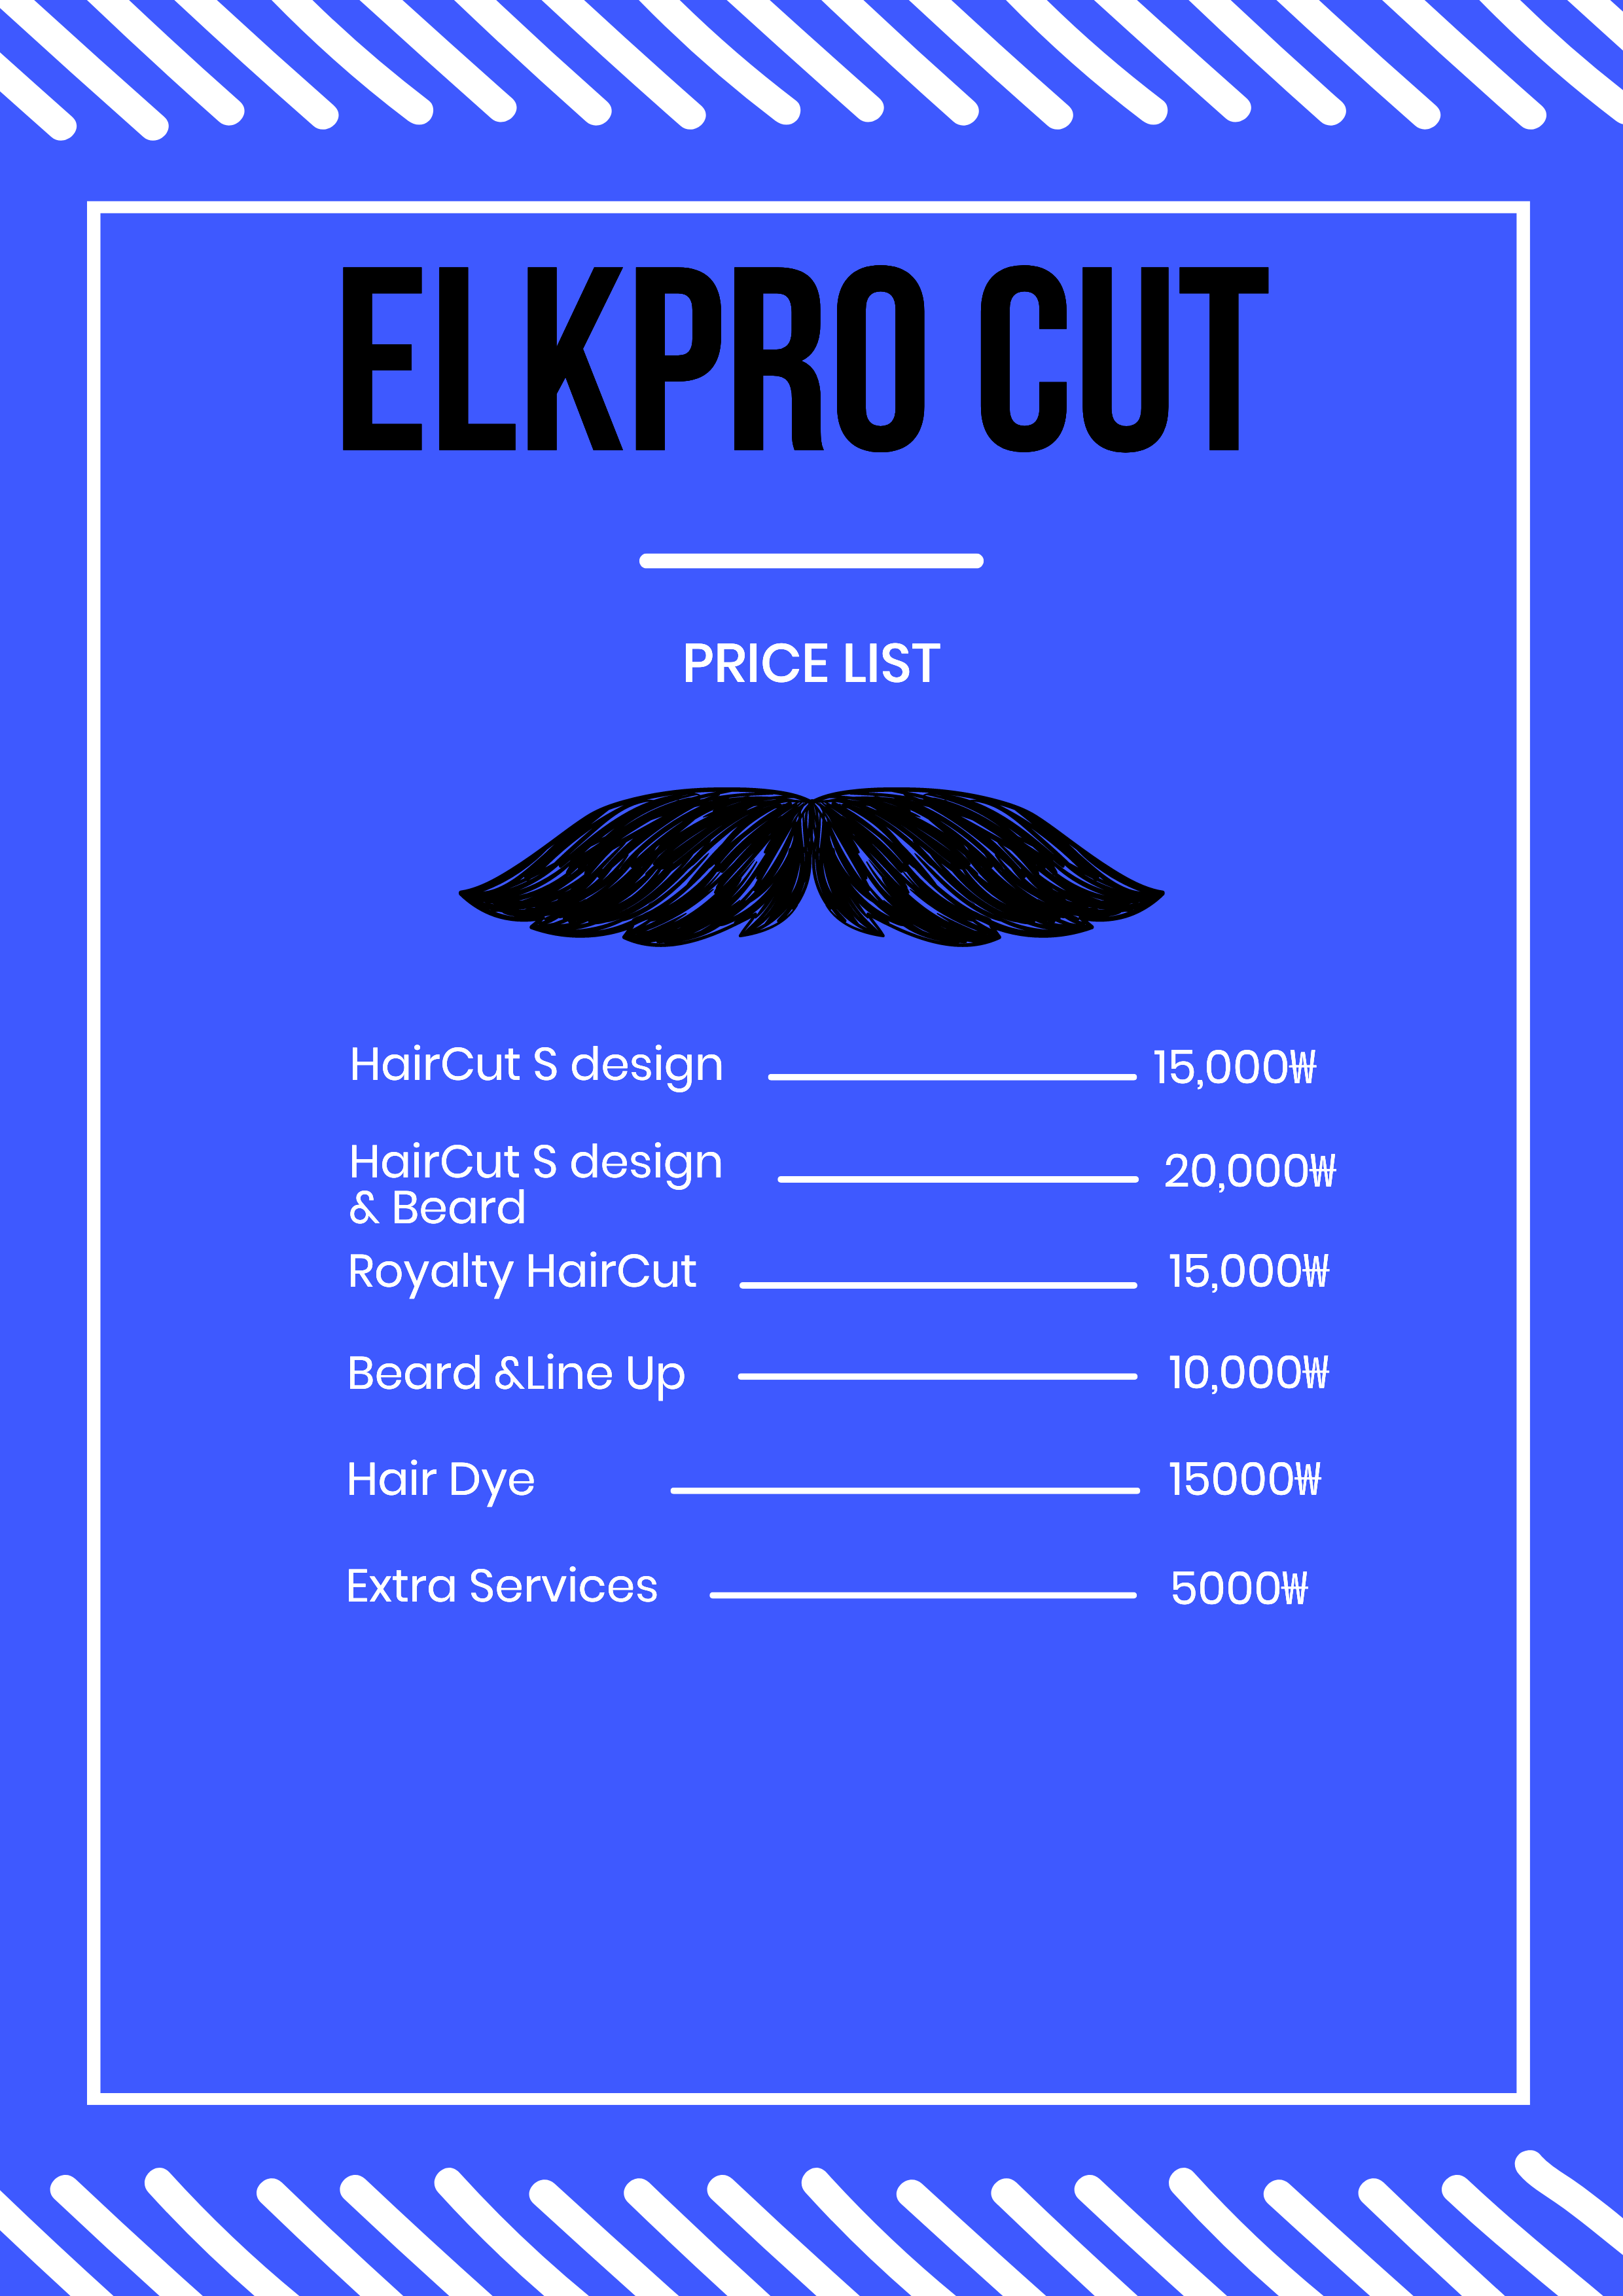 ELKPRO CUT
PRICE LIST
HairCut S design 15,000₩
HairCut S design 20,000₩
& Beard
Royalty HairCut 15,000₩
Beard &Line Up 10,000₩
Hair Dye 15000₩
Extra Services 5000₩